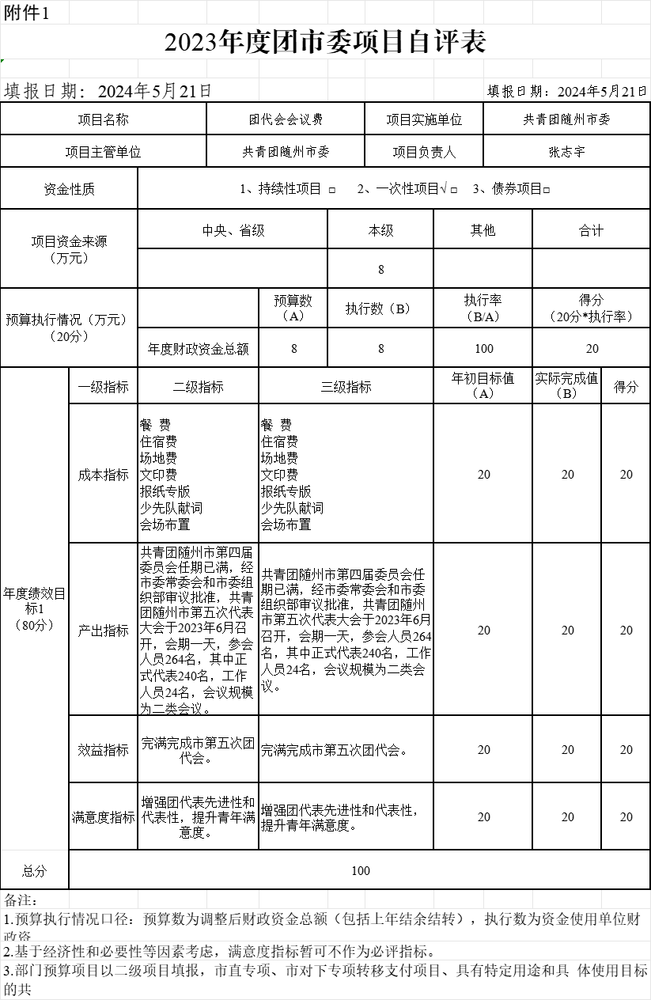 附件1
2023年度团市委项目自评表
填报日期：2024年5月21日 填报日期：2024年5月21日
项目名称 团代会会议费 项目实施单位 共青团随州市委
项目主管单位 共青团随州市委 项目负责人 张志宇
资金性质 1、持续性项目 □ 2、一次性项目√□ 3、债券项目□
项目资金来源
（万元）
中央、省级 本级 其他 合计
8
预算执行情况（万元）
（20分）
预算数
（A）
执行数（B）
执行率
（B/A）
得分
（20分*执行率）
年度财政资金总额 8 8 100 20
年度绩效目
标1
（80分）
一级指标 二级指标 三级指标
年初目标值
（A）
实际完成值
（B）
得分
成本指标
餐 费
住宿费
场地费
文印费
报纸专版
少先队献词
会场布置
餐 费
住宿费
场地费
文印费
报纸专版
少先队献词
会场布置
20 20 20
产出指标
共青团随州市第四届
委员会任期已满，经
市委常委会和市委组
织部审议批准，共青
团随州市第五次代表
大会于2023年6月召
开，会期一天，参会
人员264名，其中正
式代表240名，工作
人员24名，会议规模
为二类会议。
共青团随州市第四届委员会任
期已满，经市委常委会和市委
组织部审议批准，共青团随州
市第五次代表大会于2023年6月
召开，会期一天，参会人员264
名，其中正式代表240名，工作
人员24名，会议规模为二类会
议。
20 20 20
效益指标
完满完成市第五次团
代会。
完满完成市第五次团代会。
20 20 20
满意度指标
增强团代表先进性和
代表性，提升青年满
意度。
增强团代表先进性和代表性，
提升青年满意度。
20 20 20
总分 100
备注：
1.预算执行情况口径：预算数为调整后财政资金总额（包括上年结余结转），执行数为资金使用单位财
政资
2.基于经济性和必要性等因素考虑，满意度指标暂可不作为必评指标。
3.部门预算项目以二级项目填报，市直专项、市对下专项转移支付项目、具有特定用途和具 体使用目标
的共